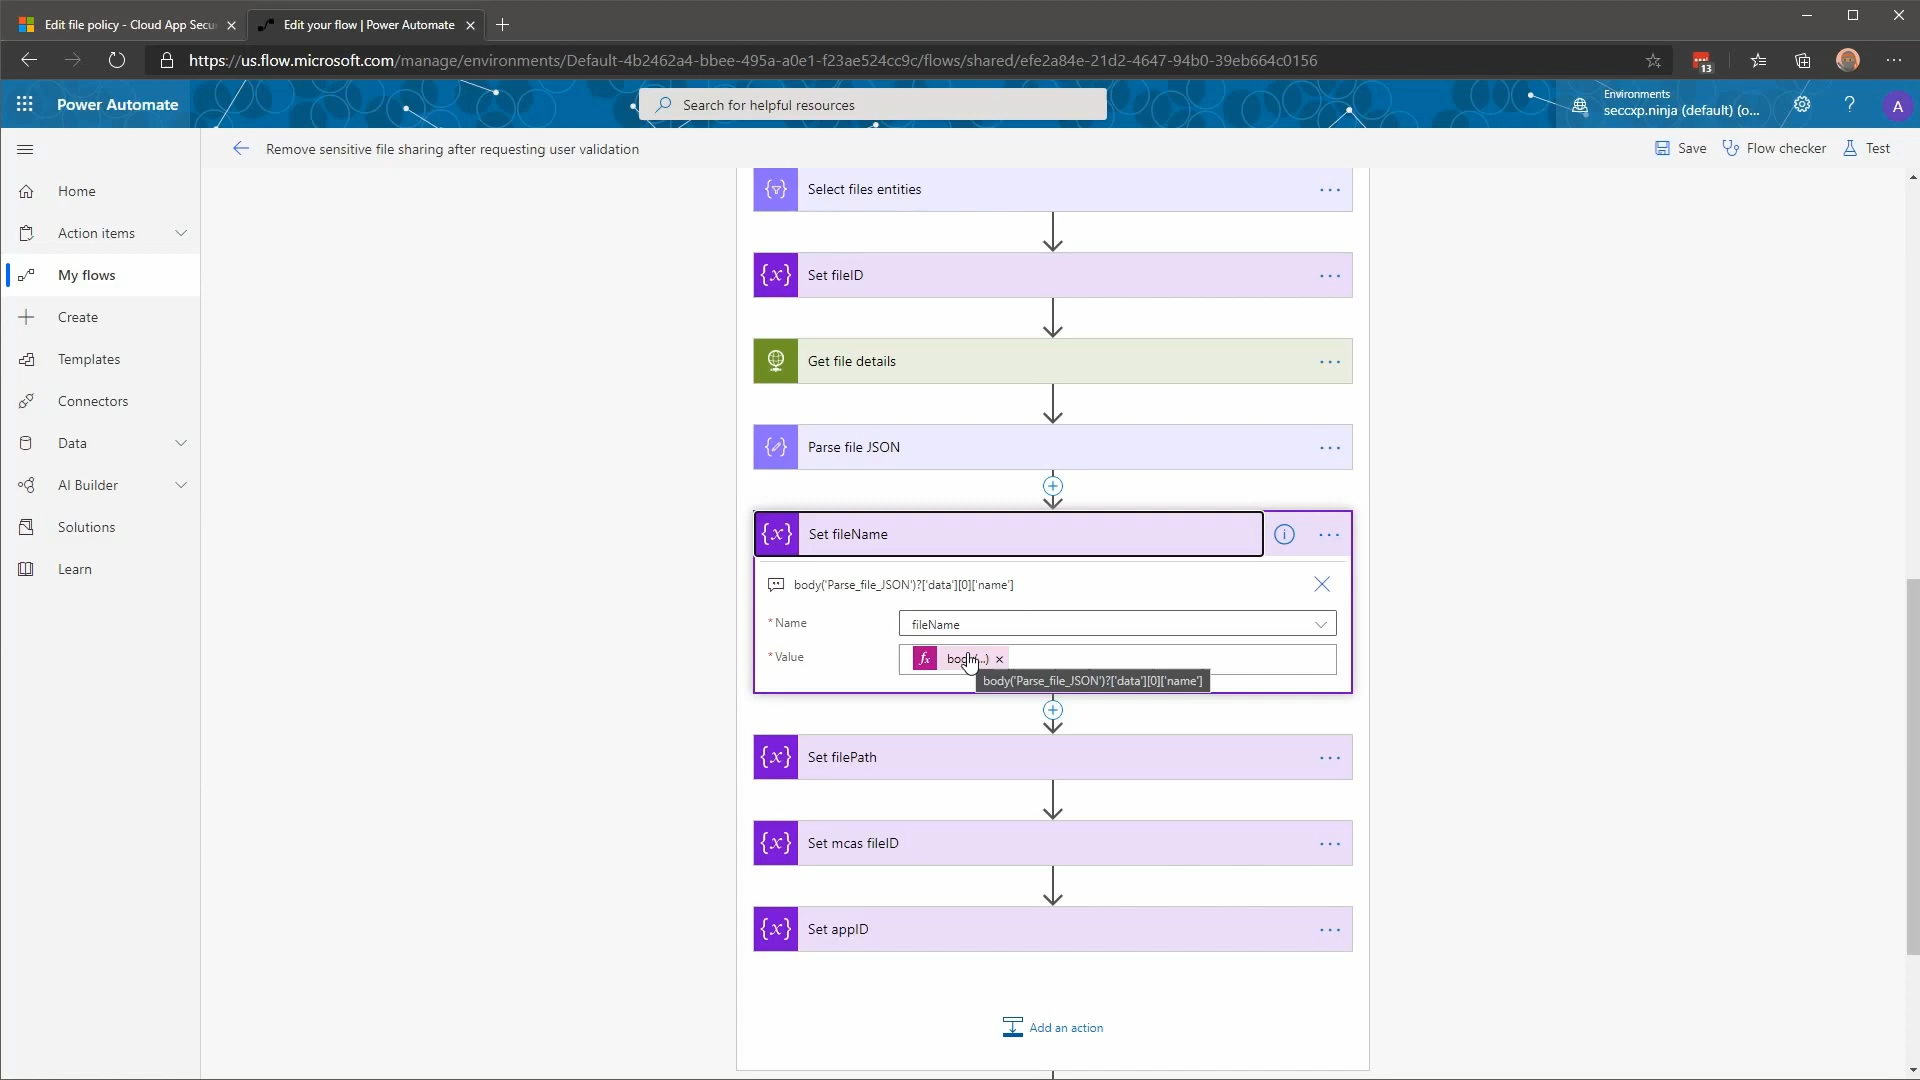 Edit file policy - Cloud App Secu
Edit your flow | Power Automate
https://us.flow.microsoft.com/manage/environments/Default-4b2462a4-bbee-495a-a0e1-f23ae524cc9c/flows/shared/efe2a84e-21d2-4647-94b0-39eb664c0156
13
Power Automate
Search for helpful resources
Environments
seccxp.ninja (default) (o...
?
A
Remove sensitive file sharing after requesting user validation
Save
Flow checker
Test
Home
Action items
My flows
Create
Templates
Connectors
Data
AI Builder
Solutions
Learn
Select files entities
{x} Set fileID
Get file details
Parse file JSON
{x} Set fileName
body('Parse_file_JSON')?['data'][0]['name']
* Name
fileName
* Value
fx body(...) ×
body('Parse_file_JSON')?['data'][0]['name']
{x} Set filePath
{x} Set mcas fileID
{x} Set appID
Add an action